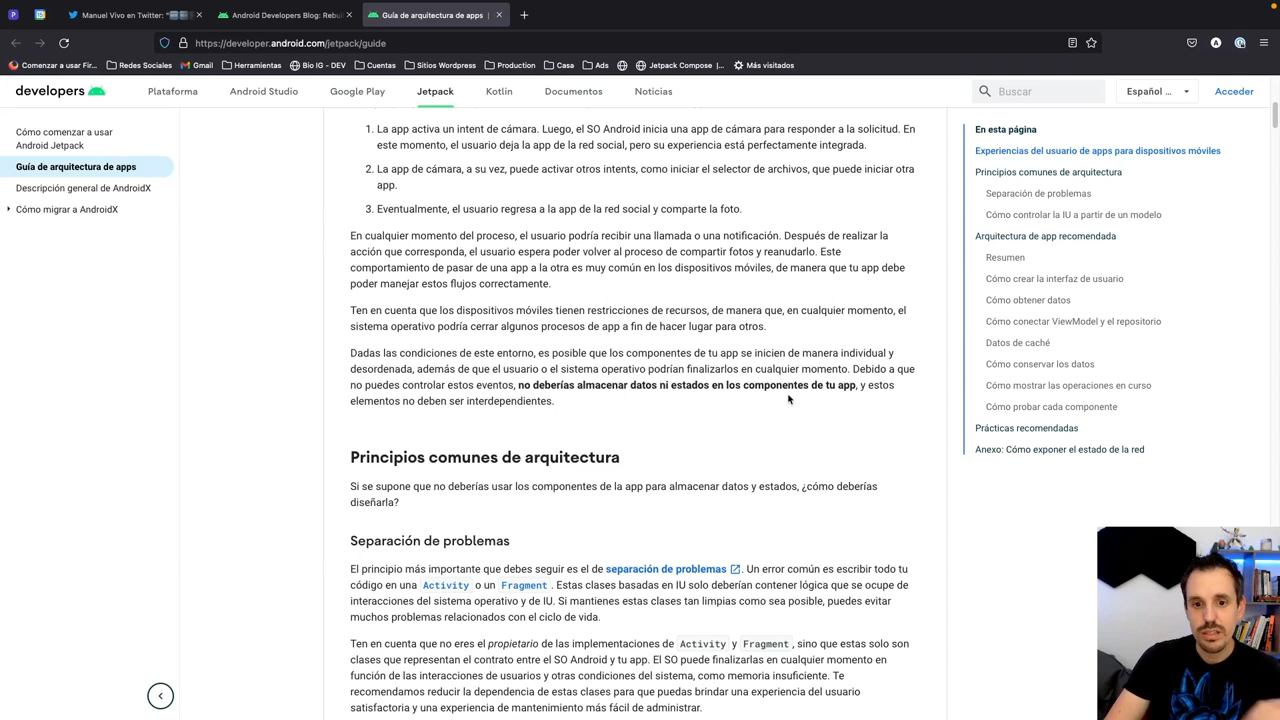 Manuel Vivo en Twitter: "
Android Developers Blog: Rebu
Guía de arquitectura de apps
https://developer.android.com/jetpack/guide
Comenzar a usar Fir...
Redes Sociales
Gmail
Herramientas
Bio IG - DEV
Cuentas
Sitios Wordpress
Production
Casa
Ads
Jetpack Compose |...
Más visitados
developers
Plataforma
Android Studio
Google Play
Jetpack
Kotlin
Documentos
Noticias
Buscar
Español ...
Acceder
Cómo comenzar a usar
Android Jetpack
Guía de arquitectura de apps
Descripción general de AndroidX
Cómo migrar a AndroidX
1. La app activa un intent de cámara. Luego, el SO Android inicia una app de cámara para responder a la solicitud. En
este momento, el usuario deja la app de la red social, pero su experiencia está perfectamente integrada.
2. La app de cámara, a su vez, puede activar otros intents, como iniciar el selector de archivos, que puede iniciar otra
app.
3. Eventualmente, el usuario regresa a la app de la red social y comparte la foto.
En cualquier momento del proceso, el usuario podría recibir una llamada o una notificación. Después de realizar la
acción que corresponda, el usuario espera poder volver al proceso de compartir fotos y reanudarlo. Este
comportamiento de pasar de una app a la otra es muy común en los dispositivos móviles, de manera que tu app debe
poder manejar estos flujos correctamente.
Ten en cuenta que los dispositivos móviles tienen restricciones de recursos, de manera que, en cualquier momento, el
sistema operativo podría cerrar algunos procesos de app a fin de hacer lugar para otros.
Dadas las condiciones de este entorno, es posible que los componentes de tu app se inicien de manera individual y
desordenada, además de que el usuario o el sistema operativo podrían finalizarlos en cualquier momento. Debido a que
no puedes controlar estos eventos, no deberías almacenar datos ni estados en los componentes de tu app, y estos
elementos no deben ser interdependientes.
Principios comunes de arquitectura
Si se supone que no deberías usar los componentes de la app para almacenar datos y estados, ¿cómo deberías
diseñarla?
Separación de problemas
El principio más importante que debes seguir es el de separación de problemas. Un error común es escribir todo tu
código en una Activity o un Fragment. Estas clases basadas en IU solo deberían contener lógica que se ocupe de
interacciones del sistema operativo y de IU. Si mantienes estas clases tan limpias como sea posible, puedes evitar
muchos problemas relacionados con el ciclo de vida.
Ten en cuenta que no eres el propietario de las implementaciones de Activity y Fragment, sino que estas solo son
clases que representan el contrato entre el SO Android y tu app. El SO puede finalizarlas en cualquier momento en
función de las interacciones de usuarios y otras condiciones del sistema, como memoria insuficiente. Te
recomendamos reducir la dependencia de estas clases para que puedas brindar una experiencia del usuario
satisfactoria y una experiencia de mantenimiento más fácil de administrar.
En esta página
Experiencias del usuario de apps para dispositivos móviles
Principios comunes de arquitectura
Separación de problemas
Cómo controlar la IU a partir de un modelo
Arquitectura de app recomendada
Resumen
Cómo crear la interfaz de usuario
Cómo obtener datos
Cómo conectar ViewModel y el repositorio
Datos de caché
Cómo conservar los datos
Cómo mostrar las operaciones en curso
Cómo probar cada componente
Prácticas recomendadas
Anexo: Cómo exponer el estado de la red